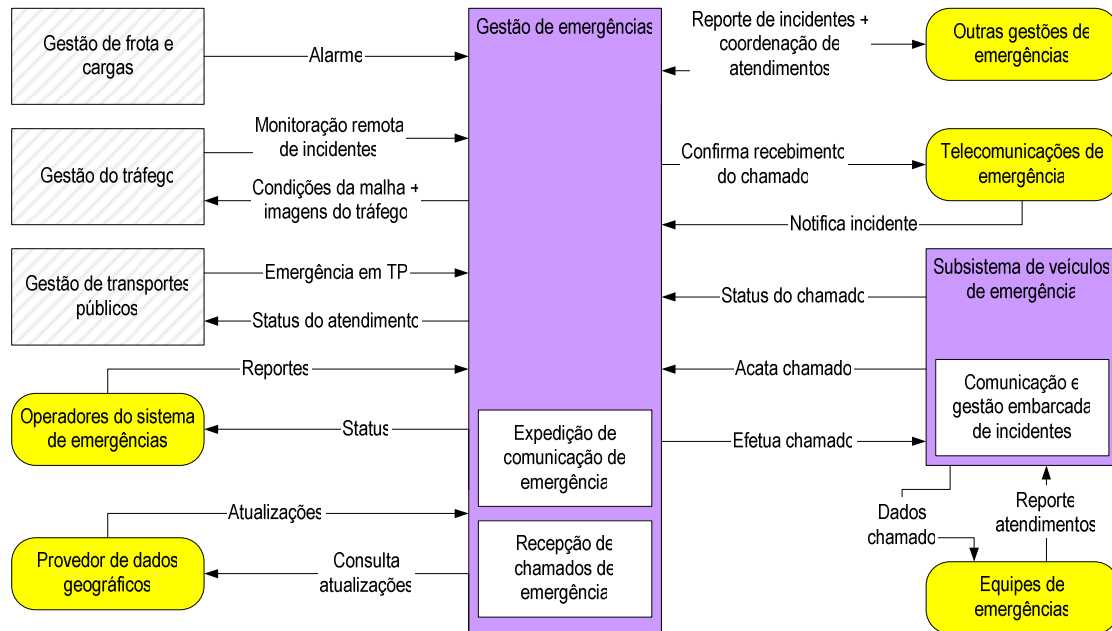 Gestão de frota e
cargas
Alarme
Gestão de emergências
Reporte de incidentes +
coordenação de
atendimentos
Outras gestões de
emergências
Gestão do tráfego
Monitoração remota
de incidentes
Condições da malha +
imagens do tráfego
Confirma recebimento
do chamado
Telecomunicações de
emergência
Notifica incidente
Gestão de transportes
públicos
Emergência em TP
Status do atendimento
Status do chamado
Subsistema de veículos
de emergência
Reportes
Acata chamado
Comunicação e
gestão embarcada
de incidentes
Operadores do sistema
de emergências
Status
Expedição de
comunicação de
emergência
Efetua chamado
Dados
chamado
Reporte
atendimentos
Atualizações
Provedor de dados
geográficos
Consulta
atualizações
Recepção de
chamados de
emergência
Equipes de
emergências